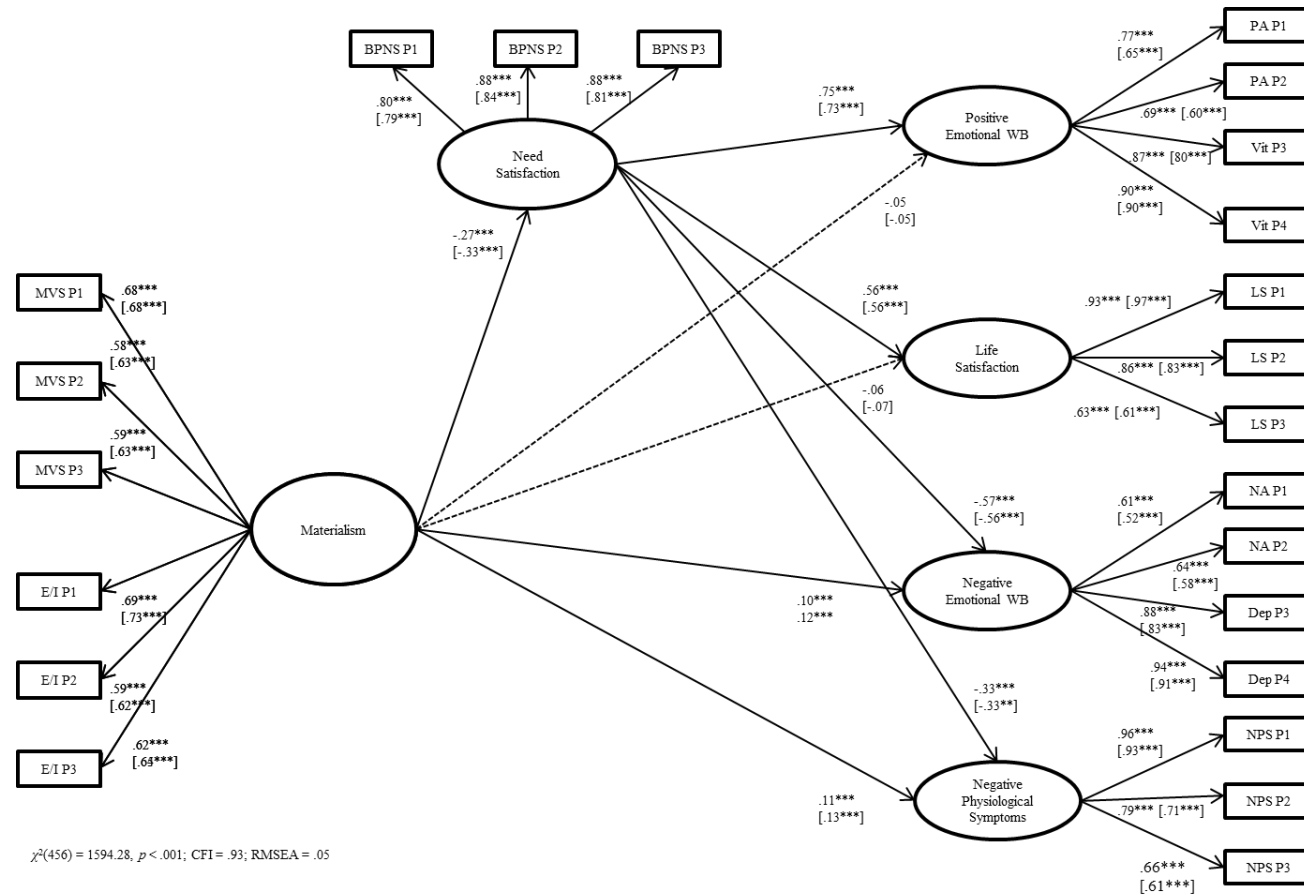 BPNS P1
BPNS P2
BPNS P3
.80***
[.79***]
.88***
[.84***]
.88***
[.81***]
Need
Satisfaction
.75***
[.73***]
Positive
Emotional WB
.77***
[.65***]
.69*** [.60***]
.87*** [80***]
.90***
[.90***]
PA P1
PA P2
Vit P3
Vit P4
-.05
[-.05]
-.27***
[-.33***]
MVS P1
MVS P2
MVS P3
.68***
[.68***]
.58***
[.63***]
.59***
[.63***]
Materialism
E/I P1
E/I P2
E/I P3
.69***
[.73***]
.59***
[.62***]
.62***
.56***
[.56***]
Life
Satisfaction
-.06
[-.07]
.93*** [.97***]
.86*** [.83***]
.63*** [.61***]
LS P1
LS P2
LS P3
-.57***
[-.56***]
Negative
Emotional WB
.10***
.12***
.61***
[.52***]
.64***
[.58***]
.88***
[.83***]
.94***
[.91***]
NA P1
NA P2
Dep P3
Dep P4
-.33***
[-.33**]
Negative
Physiological
Symptoms
.11***
[.13***]
.96***
[.93***]
.79*** [.71***]
.66***
[.61***]
NPS P1
NPS P2
NPS P3
χ²(456) = 1594.28, p < .001; CFI = .93; RMSEA = .05